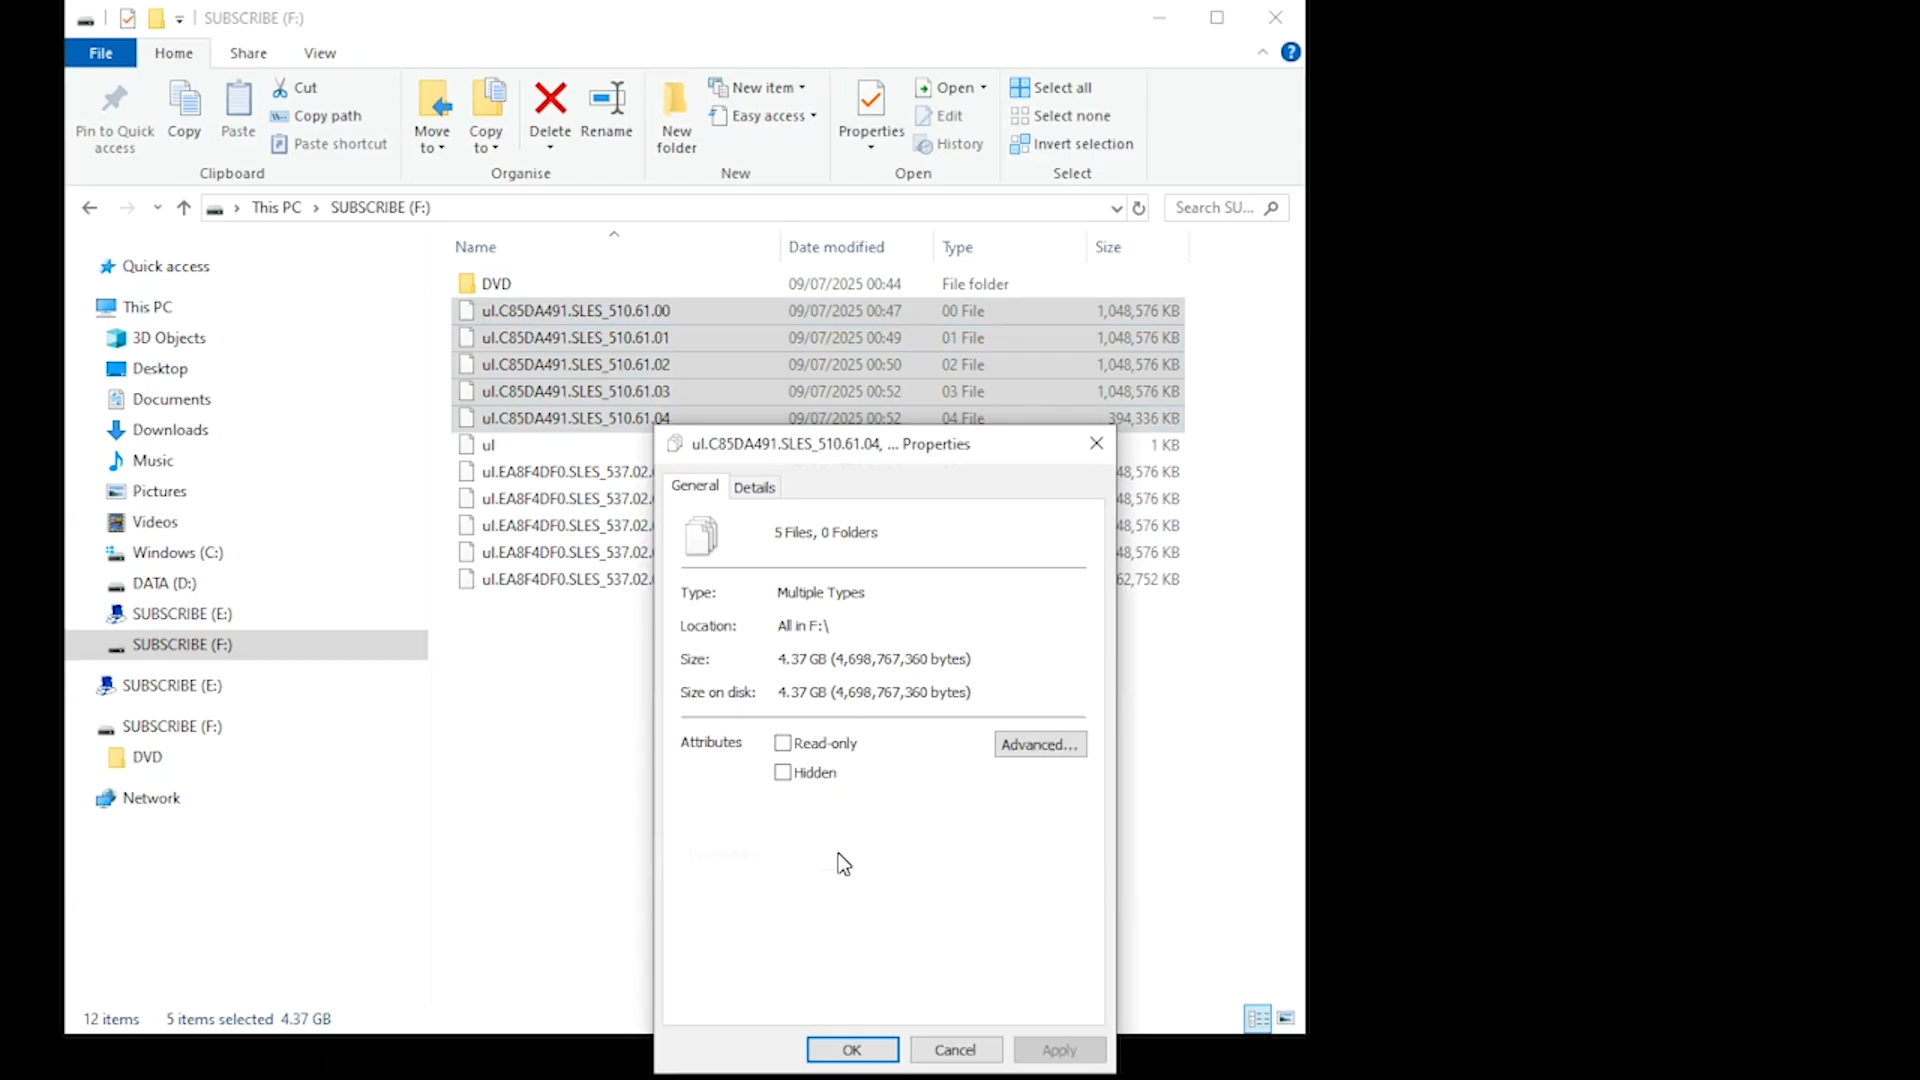 SUBSCRIBE (F:)
File Home Share View
Pin to Quick access
Copy
Paste
Cut
Copy path
Paste shortcut
Clipboard
Move to
Copy to
Delete
Rename
Organise
New folder
New item
Easy access
New
Properties
Open
Edit
History
Open
Select all
Select none
Invert selection
Select
This PC > SUBSCRIBE (F:)
Search SU...
Quick access
This PC
3D Objects
Desktop
Documents
Downloads
Music
Pictures
Videos
Windows (C:)
DATA (D:)
SUBSCRIBE (E:)
SUBSCRIBE (F:)
SUBSCRIBE (E:)
SUBSCRIBE (F:)
DVD
Network
Name Date modified Type Size
DVD 09/07/2025 00:44 File folder
ul.C85DA491.SLES_510.61.00 09/07/2025 00:47 00 File 1,048,576 KB
ul.C85DA491.SLES_510.61.01 09/07/2025 00:49 01 File 1,048,576 KB
ul.C85DA491.SLES_510.61.02 09/07/2025 00:50 02 File 1,048,576 KB
ul.C85DA491.SLES_510.61.03 09/07/2025 00:52 03 File 1,048,576 KB
ul.C85DA491.SLES_510.61.04 09/07/2025 00:52 04 File 394,336 KB
ul 1 KB
ul.EA8F4DF0.SLES_537.02. 48,576 KB
ul.EA8F4DF0.SLES_537.02. 48,576 KB
ul.EA8F4DF0.SLES_537.02. 48,576 KB
ul.EA8F4DF0.SLES_537.02. 48,576 KB
ul.EA8F4DF0.SLES_537.02. 62,752 KB
ul.C85DA491.SLES_510.61.04, ... Properties
General Details
5 Files, 0 Folders
Type: Multiple Types
Location: All in F:\
Size: 4.37 GB (4,698,767,360 bytes)
Size on disk: 4.37 GB (4,698,767,360 bytes)
Attributes Read-only Advanced...
Hidden
OK Cancel Apply
12 items 5 items selected 4.37 GB